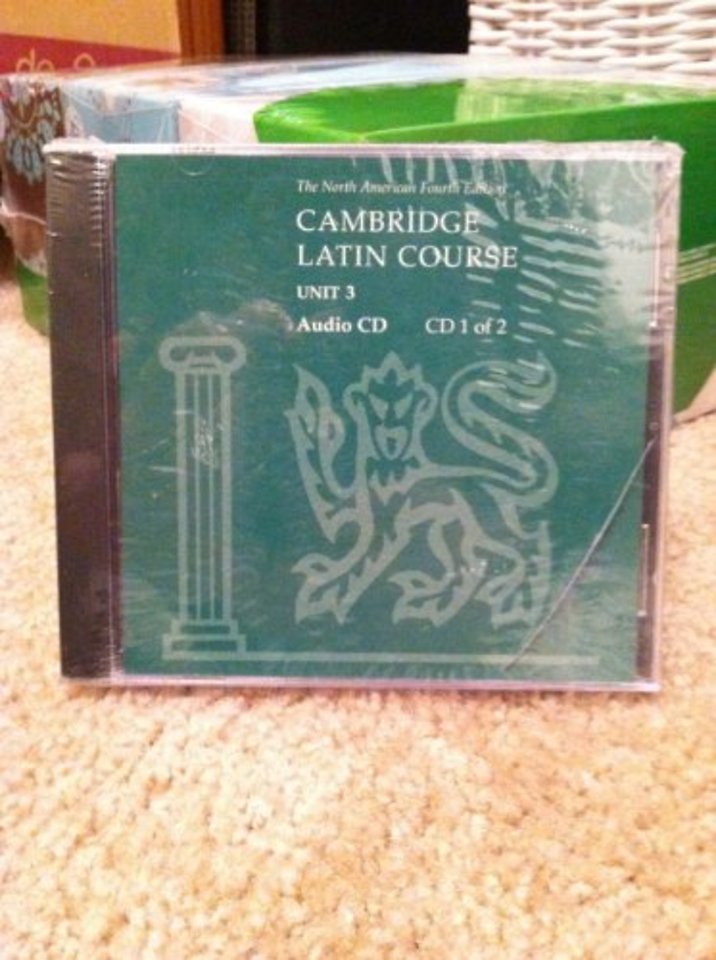 The North American Fourth Edition
CAMBRIDGE
LATIN COURSE
UNIT 3
Audio CD CD 1 of 2